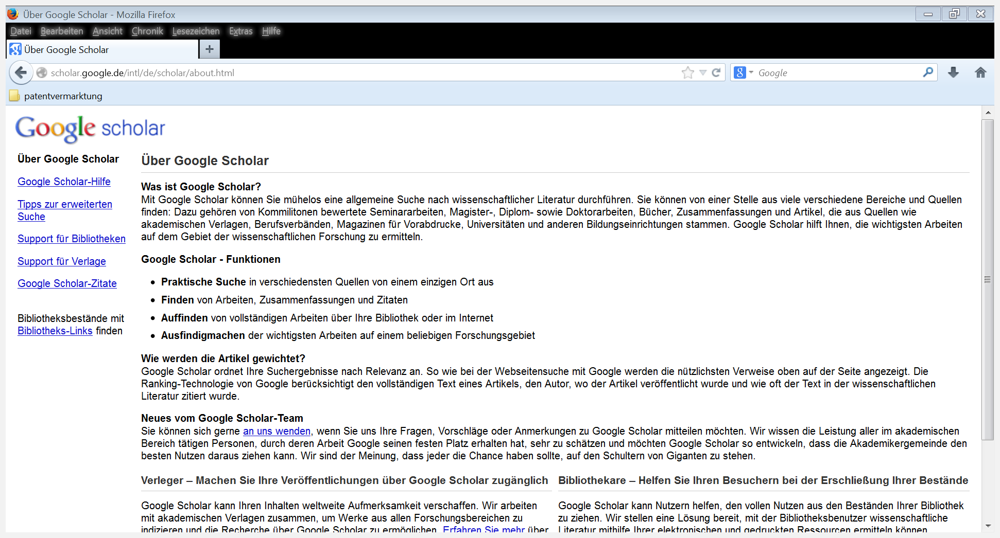 Über Google Scholar - Mozilla Firefox
Datei Bearbeiten Ansicht Chronik Lesezeichen Extras Hilfe
Über Google Scholar
scholar.google.de/intl/de/scholar/about.html
Google
patentvermarktung
Google scholar
Über Google Scholar
Google Scholar-Hilfe
Tipps zur erweiterten
Suche
Support für Bibliotheken
Support für Verlage
Google Scholar-Zitate
Bibliotheksbestände mit
Bibliotheks-Links finden
Über Google Scholar
Was ist Google Scholar?
Mit Google Scholar können Sie mühelos eine allgemeine Suche nach wissenschaftlicher Literatur durchführen. Sie können von einer Stelle aus viele verschiedene Bereiche und Quellen
finden: Dazu gehören von Kommilitonen bewertete Seminararbeiten, Magister-, Diplom- sowie Doktorarbeiten, Bücher, Zusammenfassungen und Artikel, die aus Quellen wie
akademischen Verlagen, Berufsverbänden, Magazinen für Vorabdrucke, Universitäten und anderen Bildungseinrichtungen stammen. Google Scholar hilft Ihnen, die wichtigsten Arbeiten
auf dem Gebiet der wissenschaftlichen Forschung zu ermitteln.
Google Scholar - Funktionen
• Praktische Suche in verschiedensten Quellen von einem einzigen Ort aus
• Finden von Arbeiten, Zusammenfassungen und Zitaten
• Auffinden von vollständigen Arbeiten über Ihre Bibliothek oder im Internet
• Ausfindigmachen der wichtigsten Arbeiten auf einem beliebigen Forschungsgebiet
Wie werden die Artikel gewichtet?
Google Scholar ordnet Ihre Suchergebnisse nach Relevanz an. So wie bei der Webseitensuche mit Google werden die nützlichsten Verweise oben auf der Seite angezeigt. Die
Ranking-Technologie von Google berücksichtigt den vollständigen Text eines Artikels, den Autor, wo der Artikel veröffentlicht wurde und wie oft der Text in der wissenschaftlichen
Literatur zitiert wurde.
Neues vom Google Scholar-Team
Sie können sich gerne an uns wenden, wenn Sie uns Ihre Fragen, Vorschläge oder Anmerkungen zu Google Scholar mitteilen möchten. Wir wissen die Leistung aller im akademischen
Bereich tätigen Personen, durch deren Arbeit Google seinen festen Platz erhalten hat, sehr zu schätzen und möchten Google Scholar so entwickeln, dass die Akademikergemeinde den
besten Nutzen daraus ziehen kann. Wir sind der Meinung, dass jeder die Chance haben sollte, auf den Schultern von Giganten zu stehen.
Verleger – Machen Sie Ihre Veröffentlichungen über Google Scholar zugänglich
Google Scholar kann Ihren Inhalten weltweite Aufmerksamkeit verschaffen. Wir arbeiten
mit akademischen Verlagen zusammen, um Werke aus allen Forschungsbereichen zu
indizieren und die Recherche über Google Scholar zu ermöglichen. Erfahren Sie mehr über
Bibliothekare – Helfen Sie Ihren Besuchern bei der Erschließung Ihrer Bestände
Google Scholar kann Nutzern helfen, den vollen Nutzen aus den Beständen Ihrer Bibliothek
zu ziehen. Wir stellen eine Lösung bereit, mit der Bibliotheksbenutzer wissenschaftliche
Literatur mithilfe Ihrer elektronischen und gedruckten Ressourcen ermitteln können.